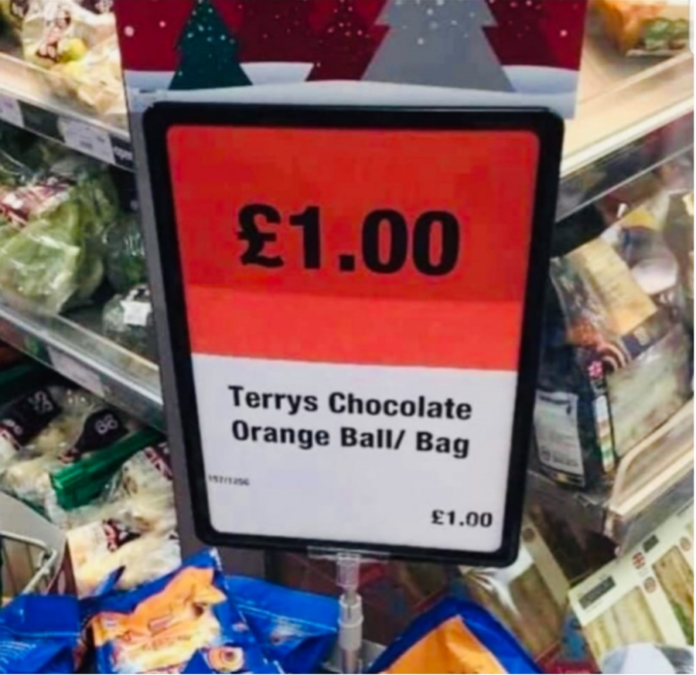 £1.00
Terrys Chocolate
Orange Ball/ Bag
£1.00